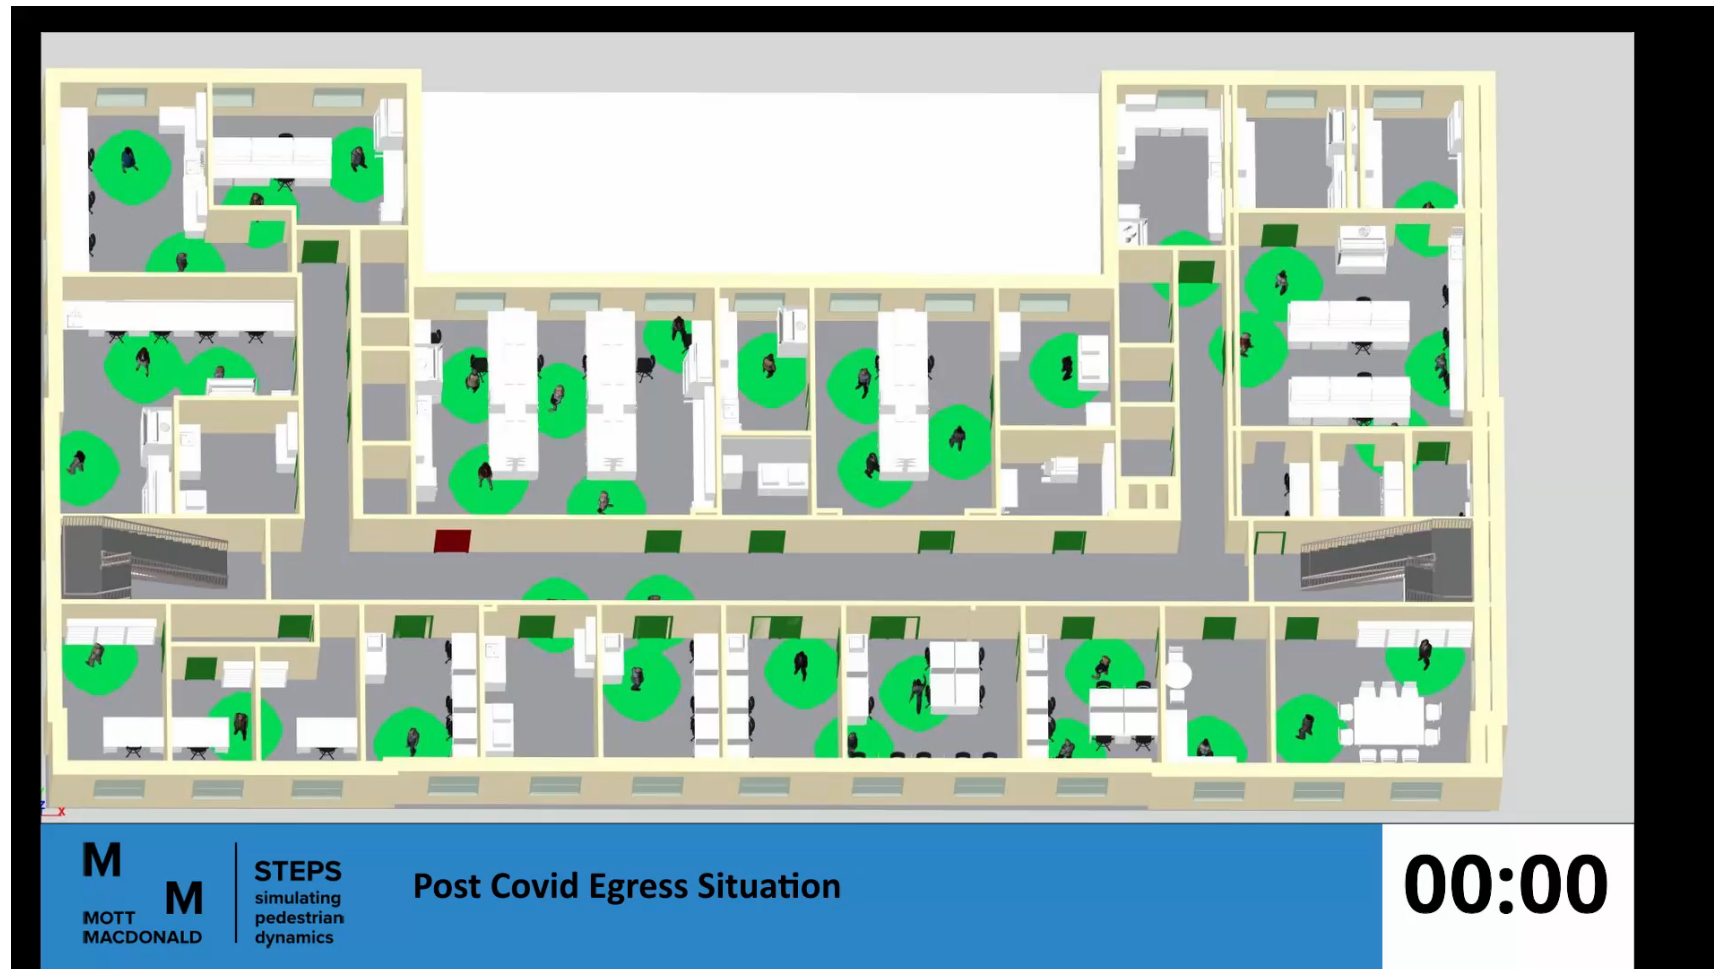 Z
X
M
M
MOTT
MACDONALD
STEPS
simulating
pedestrian
dynamics
Post Covid Egress Situation
00:00